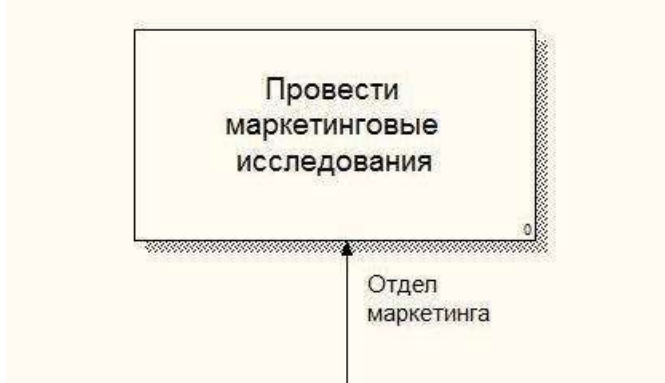 Провести
маркетинговые
исследования
0
Отдел
маркетинга